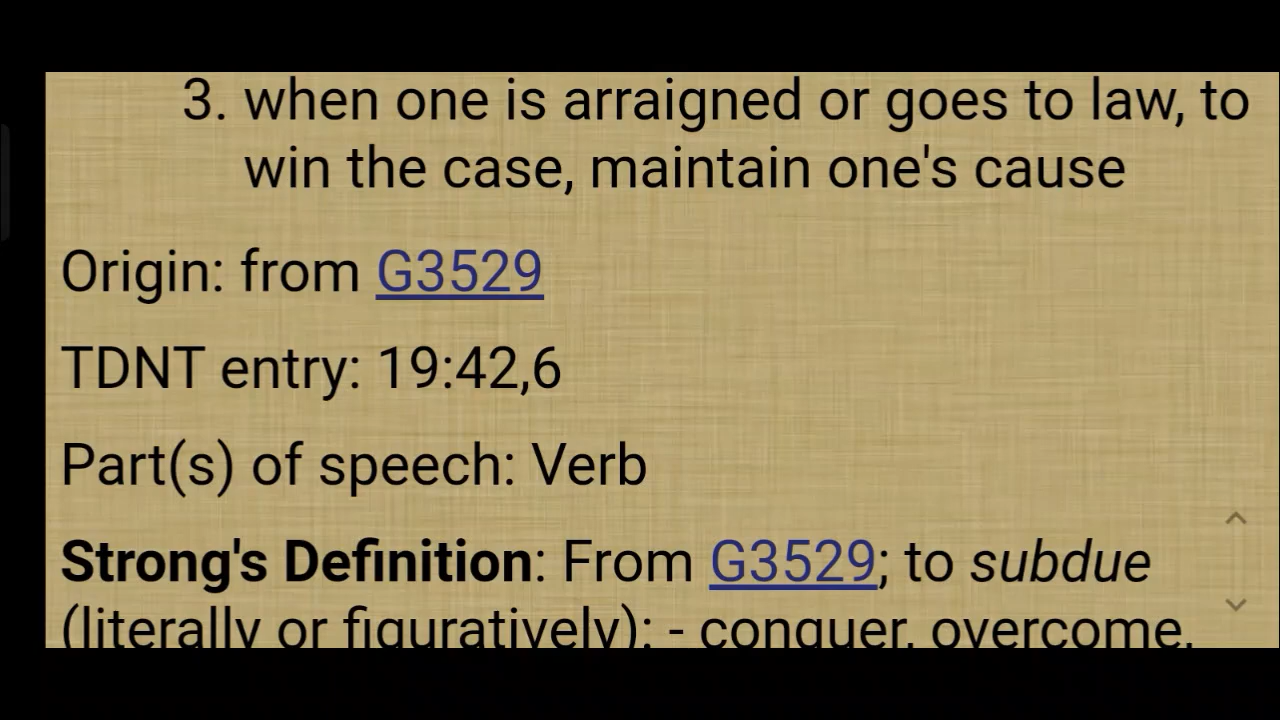 3. when one is arraigned or goes to law, to
win the case, maintain one's cause
Origin: from G3529
TDNT entry: 19:42,6
Part(s) of speech: Verb
Strong's Definition: From G3529; to subdue
(literally or figuratively): - conquer, overcome,